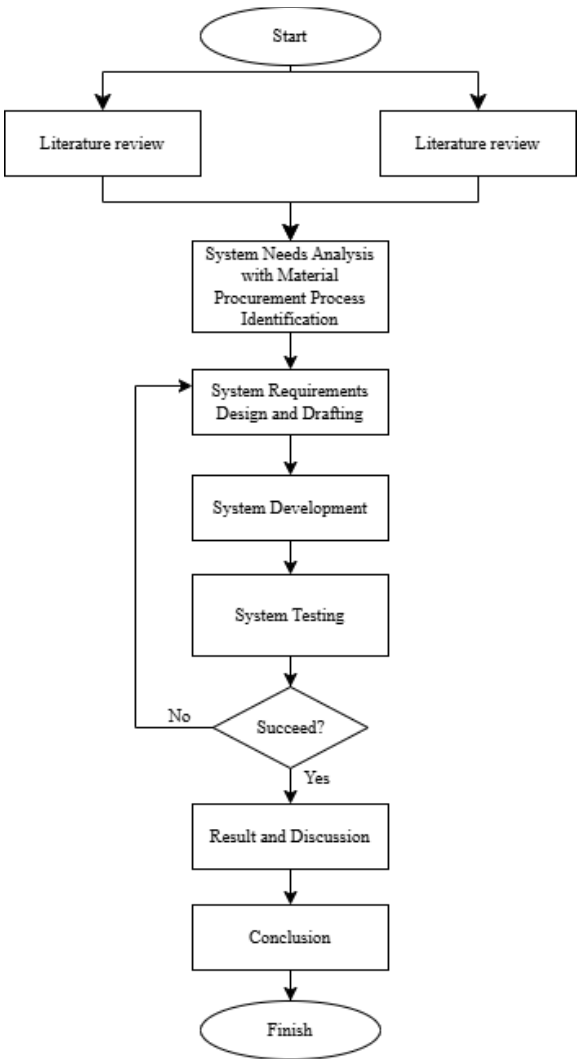 Start
Literature review
Literature review
System Needs Analysis
with Material
Procurement Process
Identification
System Requirements
Design and Drafting
System Development
System Testing
Succeed?
No
Yes
Result and Discussion
Conclusion
Finish